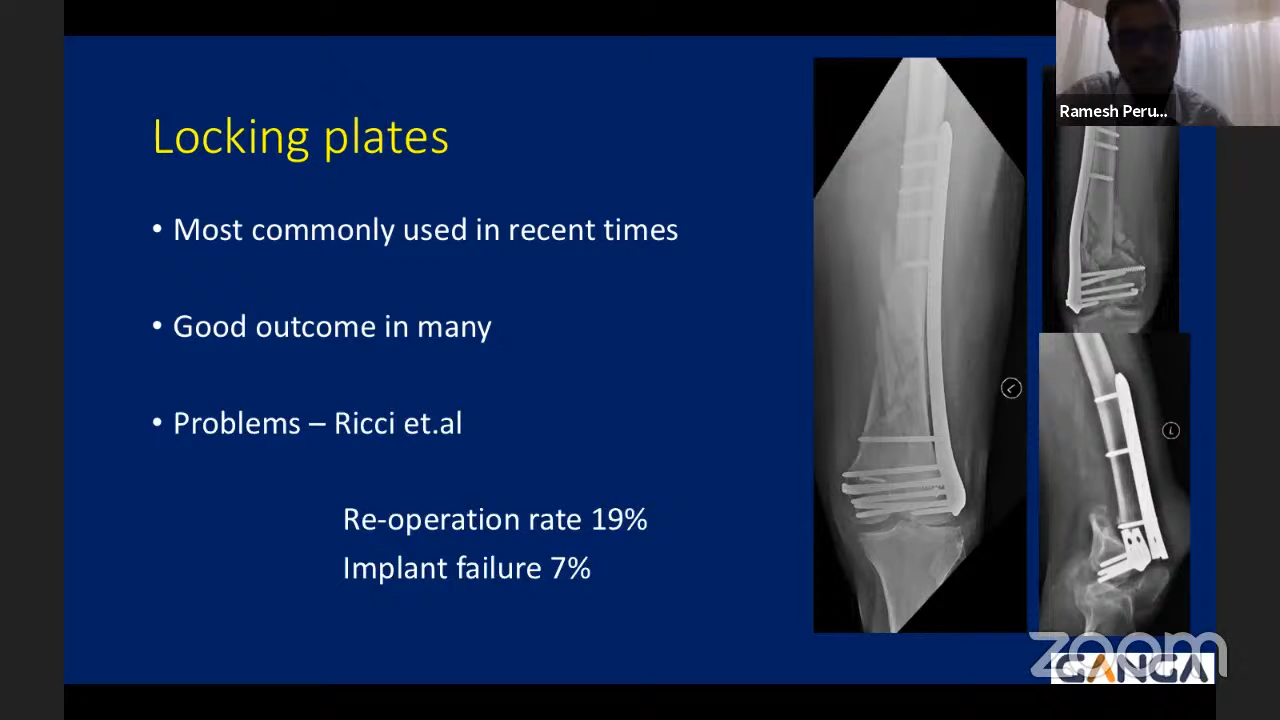 Ramesh Peru...
Locking plates
• Most commonly used in recent times
• Good outcome in many
• Problems – Ricci et.al
Re-operation rate 19%
Implant failure 7%
L
zoom
GANGA